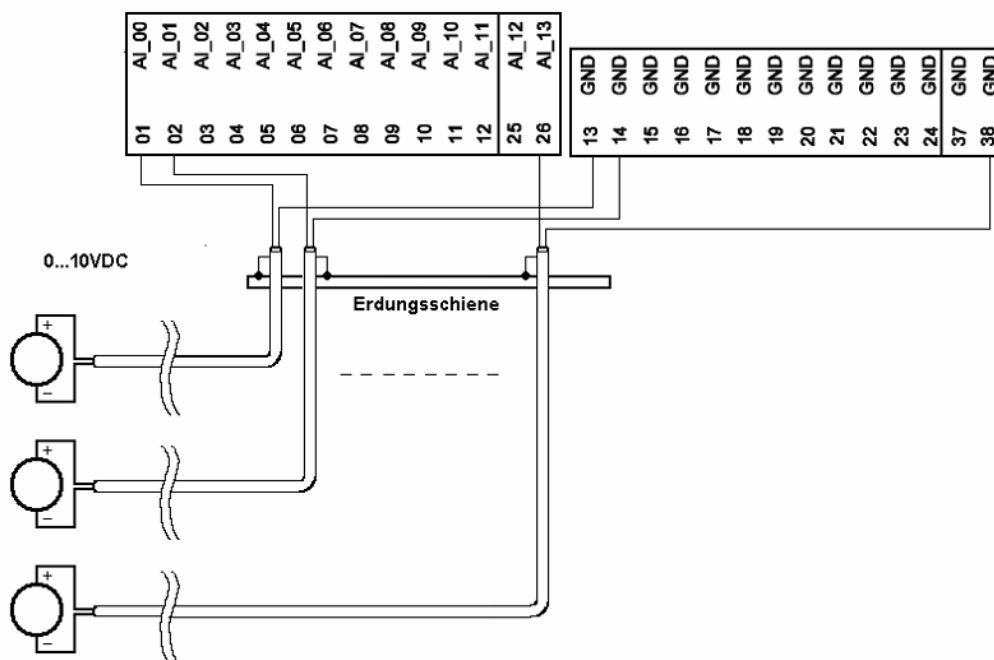 AI_00 AI_01 AI_02 AI_03 AI_04 AI_05 AI_06 AI_07 AI_08 AI_09 AI_10 AI_11 AI_12 AI_13
01 02 03 04 05 06 07 08 09 10 11 12 25 26
GND GND GND GND GND GND GND GND GND GND GND GND GND GND
13 14 15 16 17 18 19 20 21 22 23 24 37 38
0...10VDC
Erdungsschiene
+
–
+
–
+
–